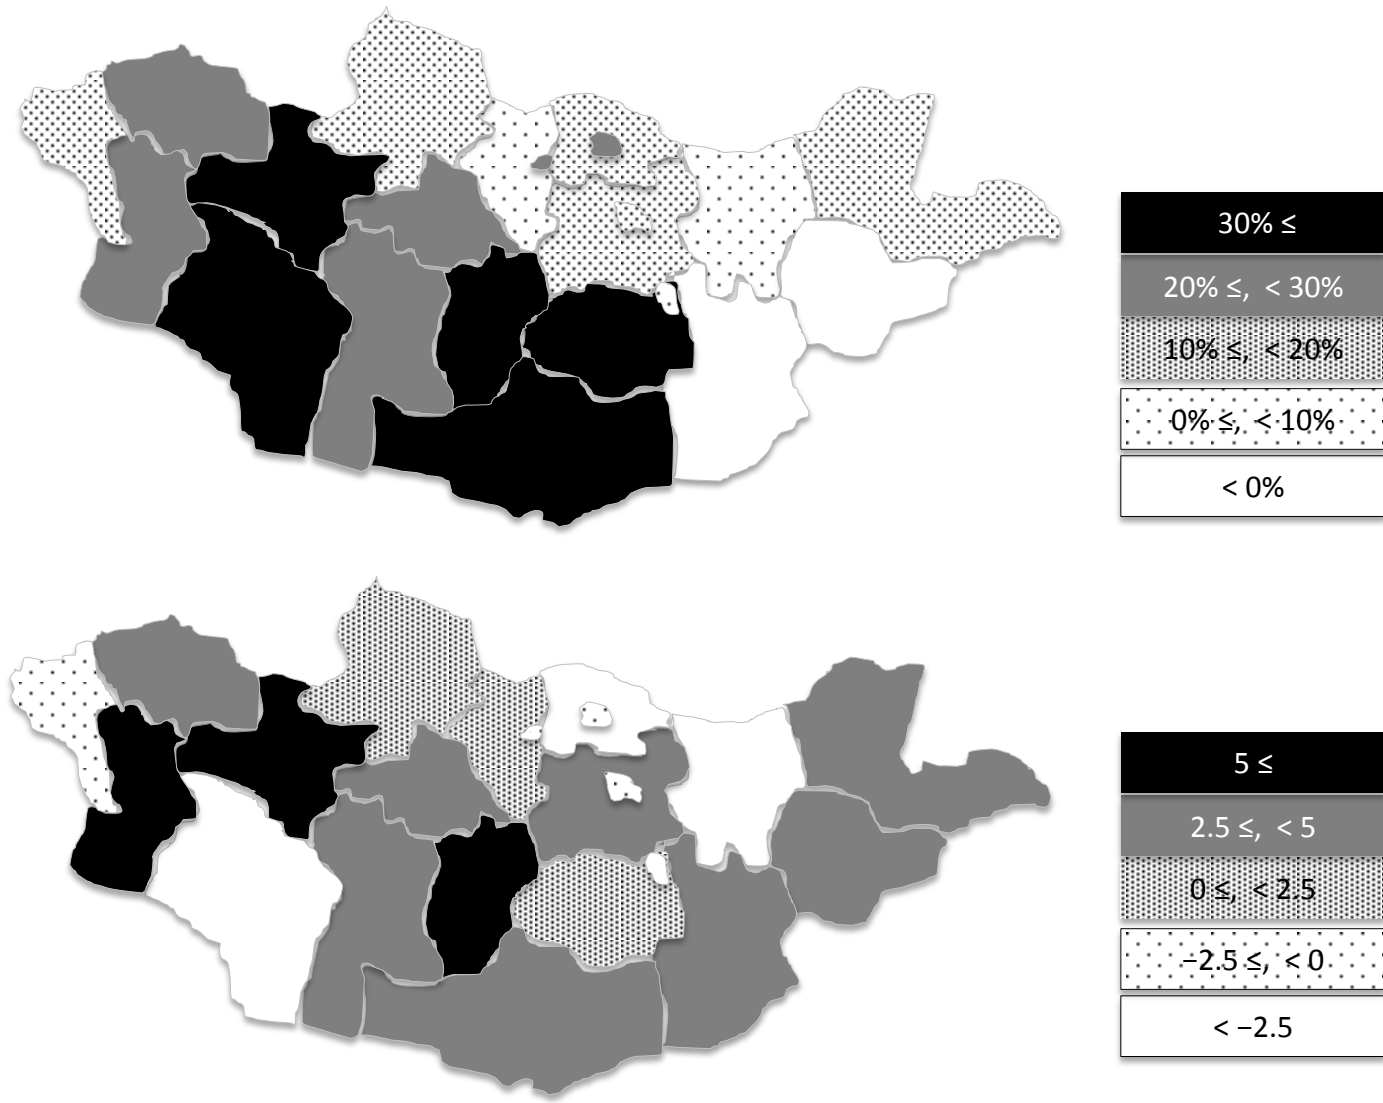 30% ≤
20% ≤,  < 30%
10% ≤,  < 20%
0% ≤,  < 10%
< 0%
5 ≤
2.5 ≤,  < 5
0 ≤,  < 2.5
−2.5 ≤,  < 0
< −2.5